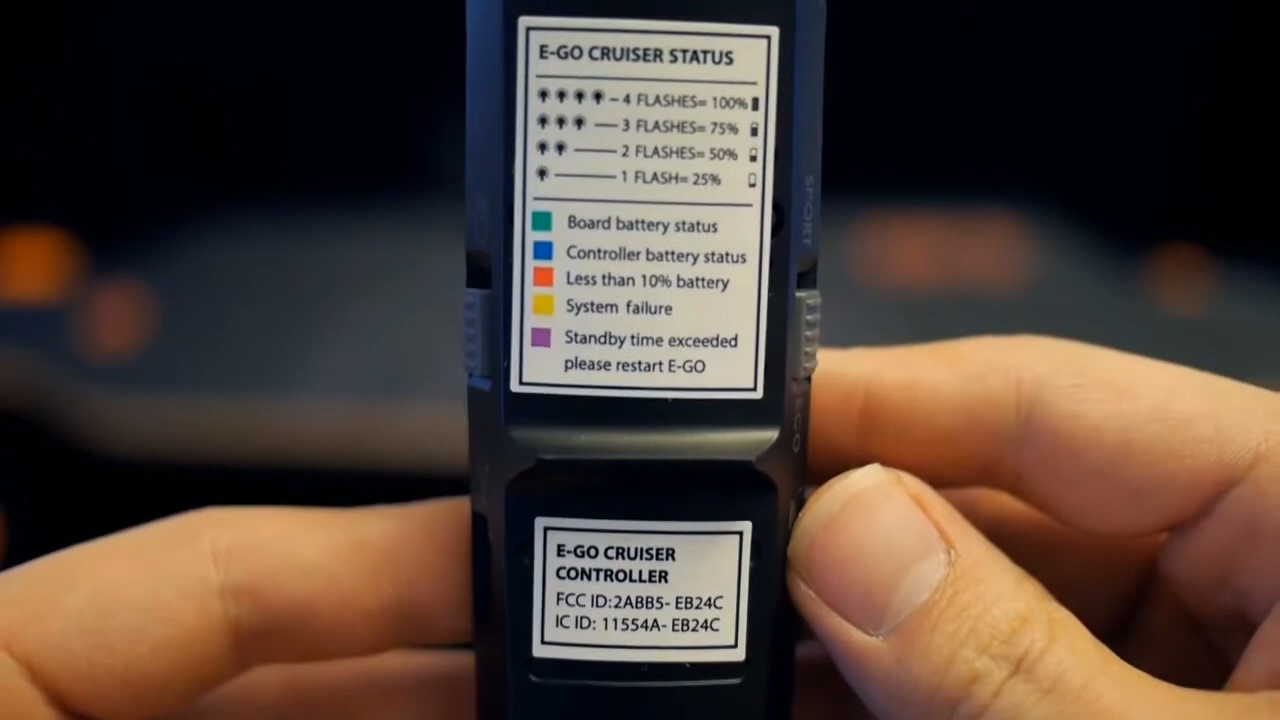 E-GO CRUISER STATUS
– 4 FLASHES= 100%
— 3 FLASHES= 75%
— 2 FLASHES= 50%
— 1 FLASH= 25%
Board battery status
Controller battery status
Less than 10% battery
System failure
Standby time exceeded
please restart E-GO
SPORT
ECO
E-GO CRUISER
CONTROLLER
FCC ID:2ABB5- EB24C
IC ID: 11554A- EB24C